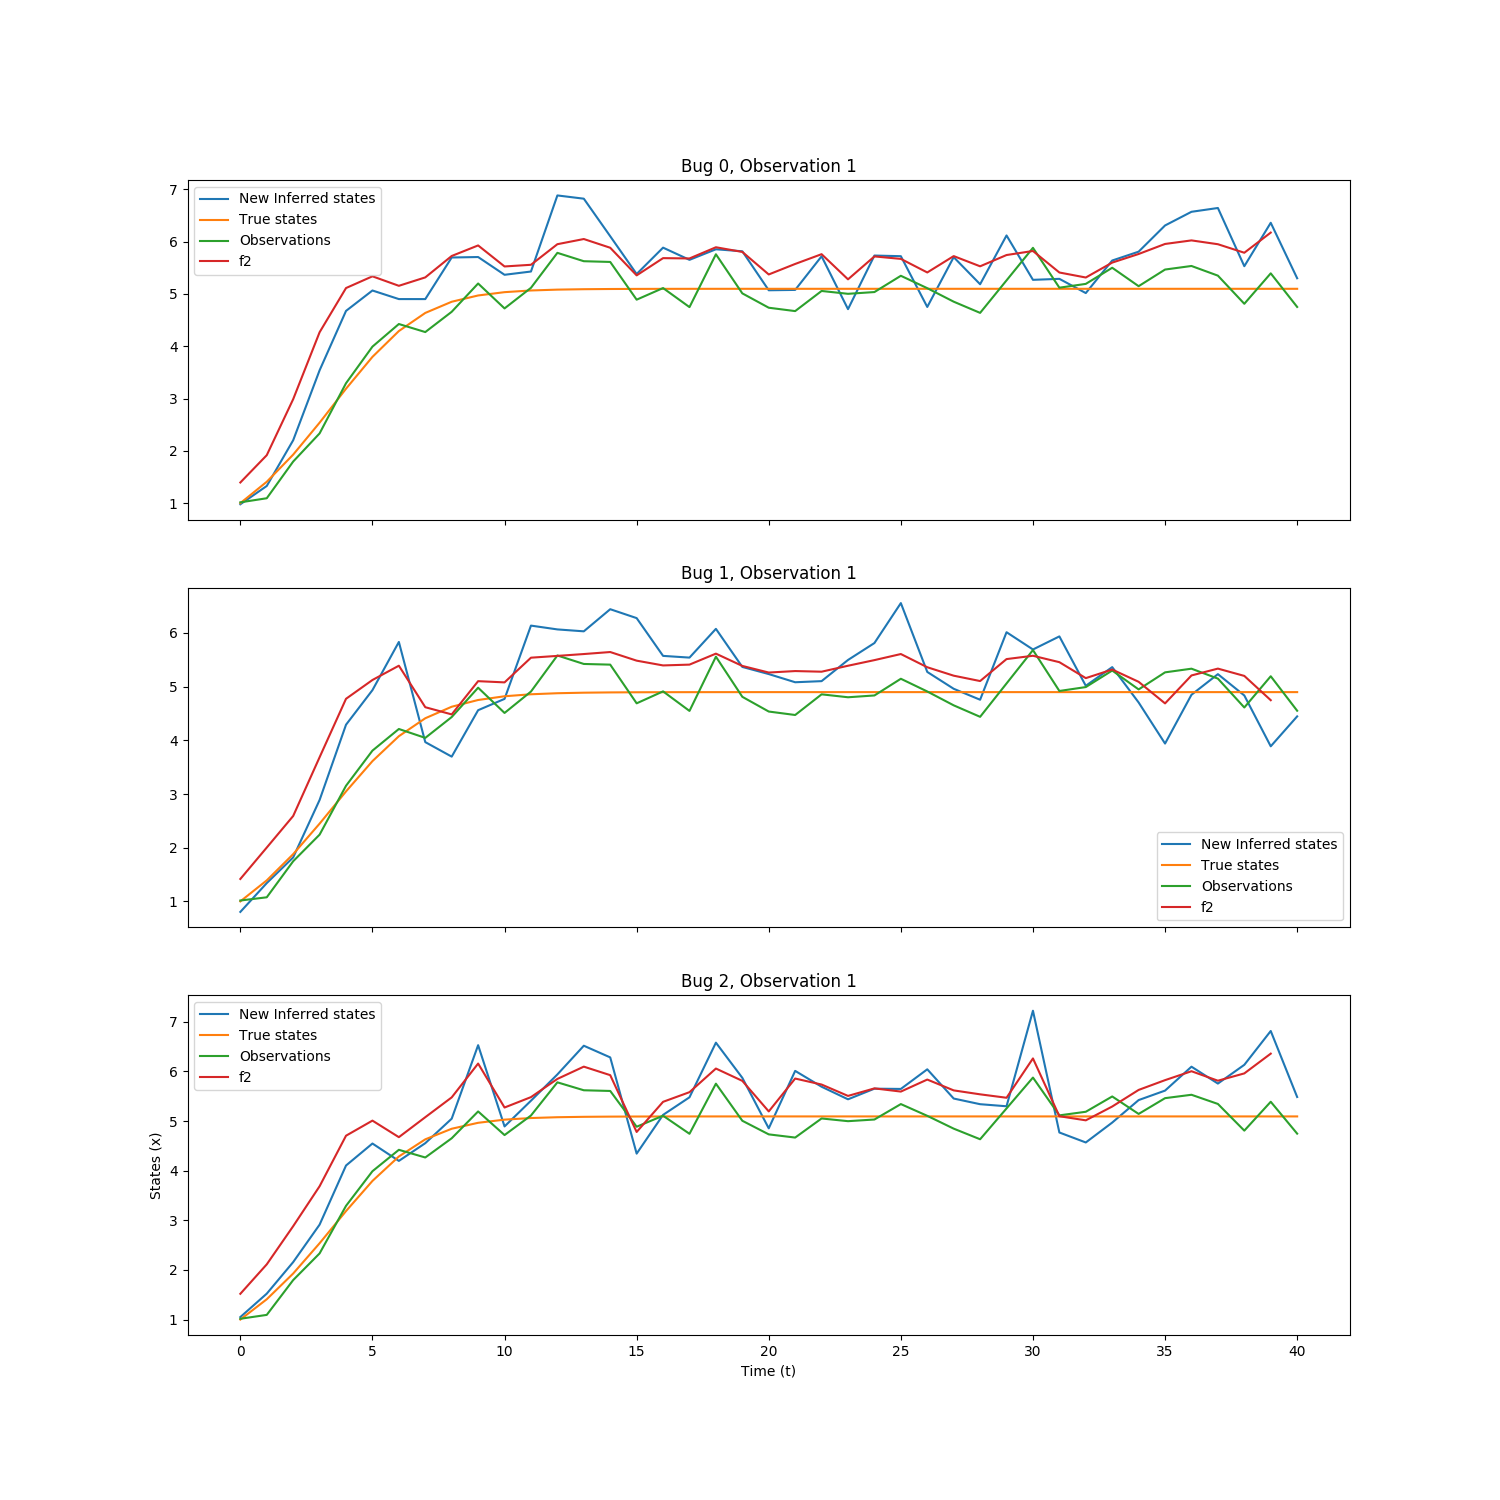 Bug 0, Observation 1
7
6
5
4
3
2
1
New Inferred states
True states
Observations
f2
Bug 1, Observation 1
6
5
4
3
2
1
New Inferred states
True states
Observations
f2
Bug 2, Observation 1
States (x)
7
6
5
4
3
2
1
New Inferred states
True states
Observations
f2
0 5 10 15 20 25 30 35 40
Time (t)